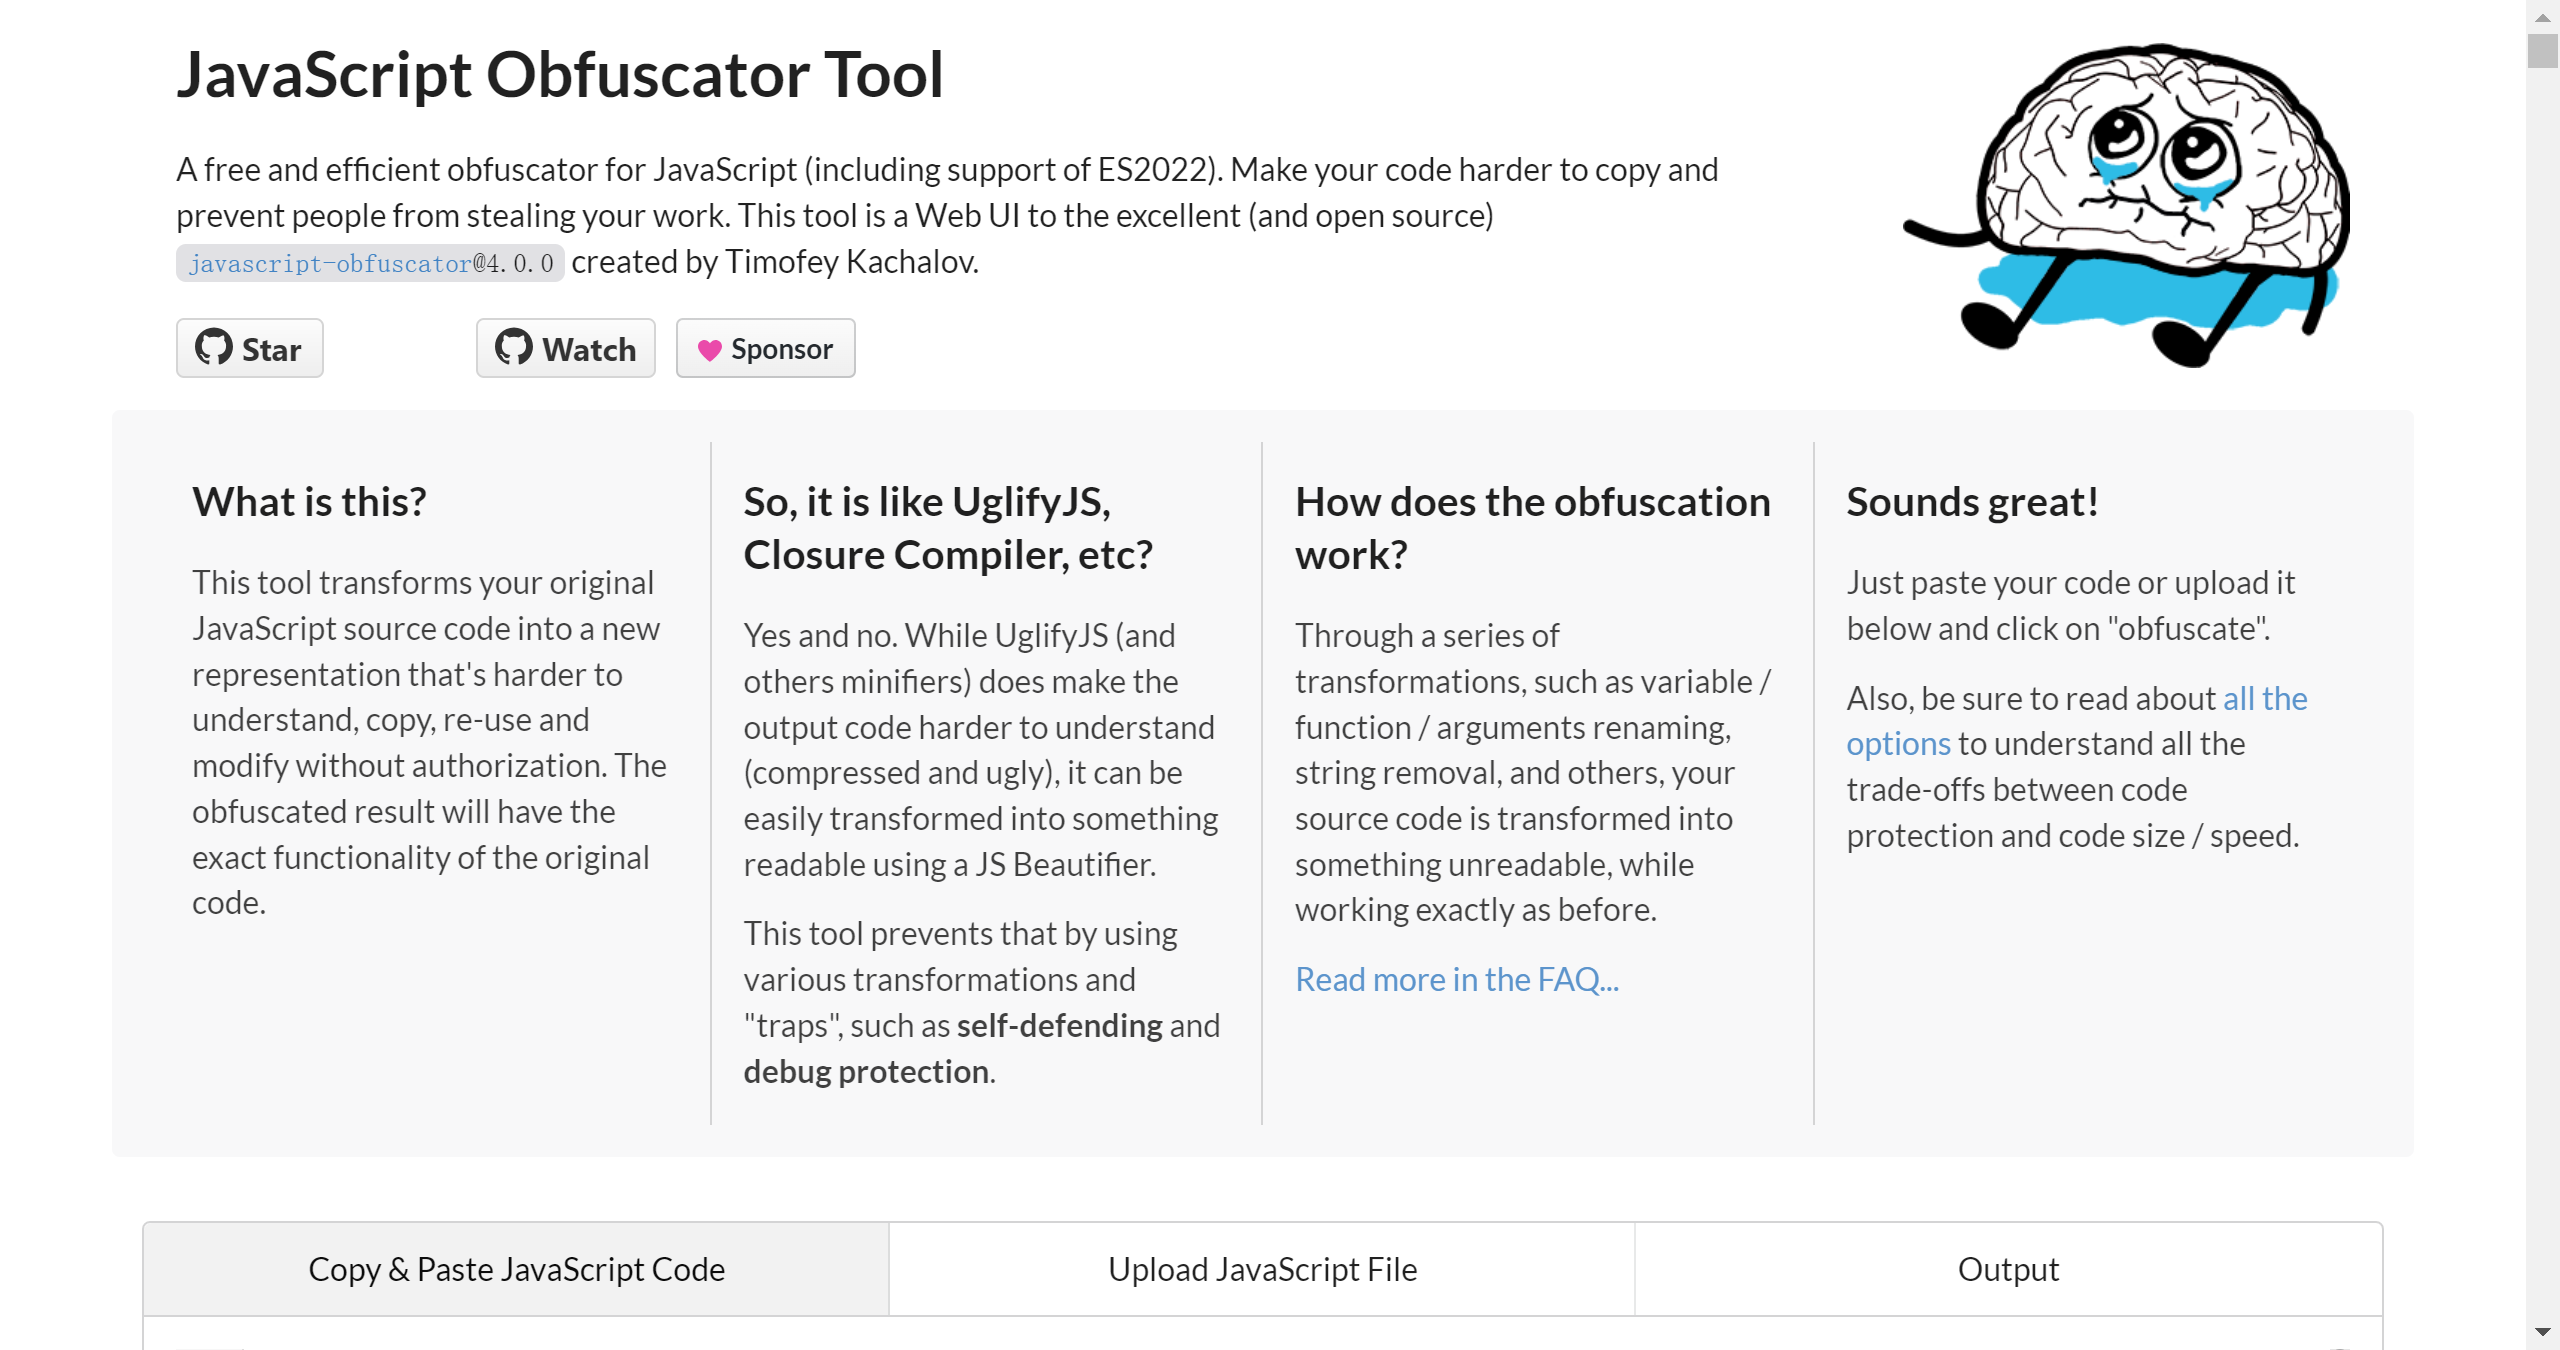 JavaScript Obfuscator Tool
A free and efficient obfuscator for JavaScript (including support of ES2022). Make your code harder to copy and
prevent people from stealing your work. This tool is a Web UI to the excellent (and open source)
javascript-obfuscator@4.0.0 created by Timofey Kachalov.
Star
Watch
Sponsor
What is this?
This tool transforms your original
JavaScript source code into a new
representation that's harder to
understand, copy, re-use and
modify without authorization. The
obfuscated result will have the
exact functionality of the original
code.
So, it is like UglifyJS,
Closure Compiler, etc?
Yes and no. While UglifyJS (and
others minifiers) does make the
output code harder to understand
(compressed and ugly), it can be
easily transformed into something
readable using a JS Beautifier.
This tool prevents that by using
various transformations and
"traps", such as self-defending and
debug protection.
How does the obfuscation
work?
Through a series of
transformations, such as variable /
function / arguments renaming,
string removal, and others, your
source code is transformed into
something unreadable, while
working exactly as before.
Read more in the FAQ...
Sounds great!
Just paste your code or upload it
below and click on "obfuscate".
Also, be sure to read about all the
options to understand all the
trade-offs between code
protection and code size / speed.
Copy & Paste JavaScript Code
Upload JavaScript File
Output